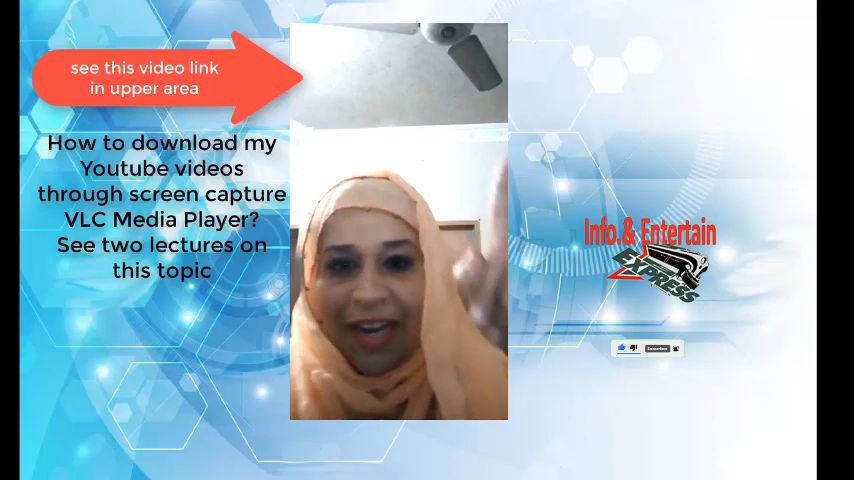 see this video link
in upper area
How to download my
Youtube videos
through screen capture
VLC Media Player?
See two lectures on
this topic
Info.& Entertain
EXPRESS
Subscribe